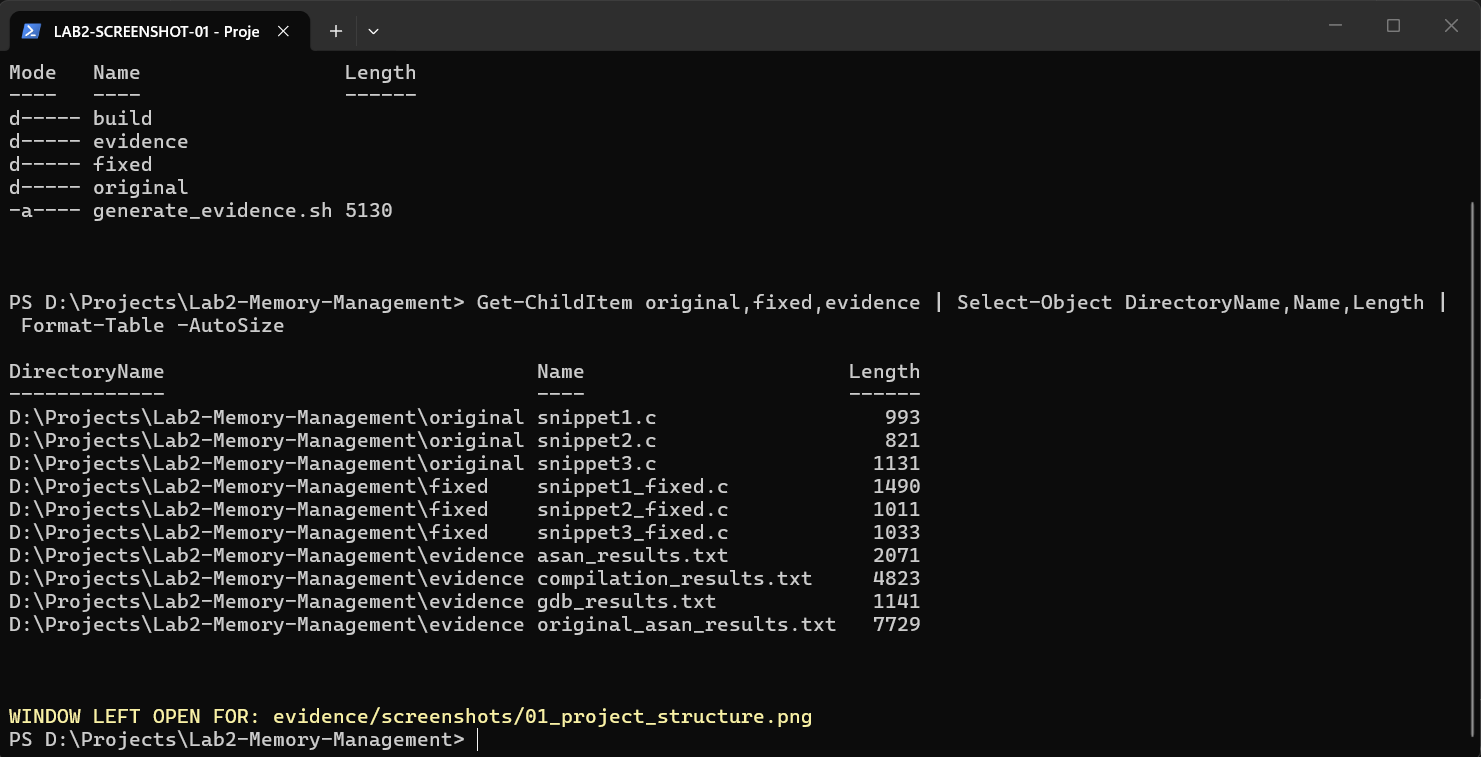 LAB2-SCREENSHOT-01 - Proje
Mode   Name                 Length
----   ----                 ------
d----- build
d----- evidence
d----- fixed
d----- original
-a---- generate_evidence.sh 5130
PS D:\Projects\Lab2-Memory-Management> Get-ChildItem original,fixed,evidence | Select-Object DirectoryName,Name,Length |
 Format-Table -AutoSize
DirectoryName                               Name                      Length
-------------                               ----                      ------
D:\Projects\Lab2-Memory-Management\original snippet1.c                   993
D:\Projects\Lab2-Memory-Management\original snippet2.c                   821
D:\Projects\Lab2-Memory-Management\original snippet3.c                  1131
D:\Projects\Lab2-Memory-Management\fixed    snippet1_fixed.c            1490
D:\Projects\Lab2-Memory-Management\fixed    snippet2_fixed.c            1011
D:\Projects\Lab2-Memory-Management\fixed    snippet3_fixed.c            1033
D:\Projects\Lab2-Memory-Management\evidence asan_results.txt            2071
D:\Projects\Lab2-Memory-Management\evidence compilation_results.txt     4823
D:\Projects\Lab2-Memory-Management\evidence gdb_results.txt             1141
D:\Projects\Lab2-Memory-Management\evidence original_asan_results.txt   7729
WINDOW LEFT OPEN FOR: evidence/screenshots/01_project_structure.png
PS D:\Projects\Lab2-Memory-Management>